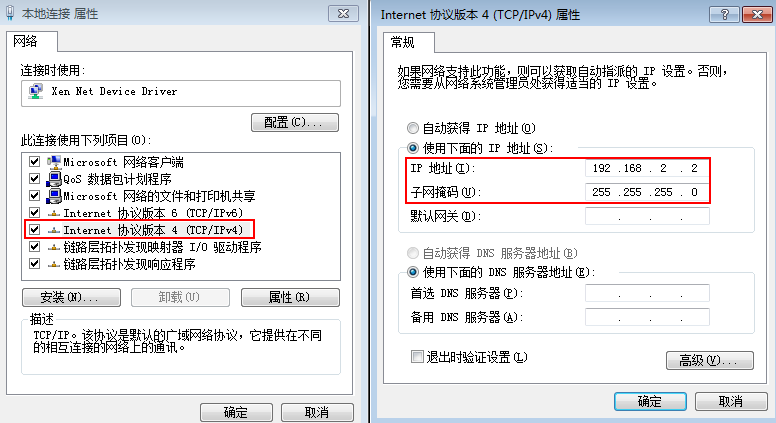 本地连接 属性
网络
连接时使用:
Xen Net Device Driver
配置(C)...
此连接使用下列项目(O):
Microsoft 网络客户端
QoS 数据包计划程序
Microsoft 网络的文件和打印机共享
Internet 协议版本 6 (TCP/IPv6)
Internet 协议版本 4 (TCP/IPv4)
链路层拓扑发现映射器 I/O 驱动程序
链路层拓扑发现响应程序
安装(N)...
卸载(U)
属性(R)
描述
TCP/IP。该协议是默认的广域网络协议，它提供在不同
的相互连接的网络上的通讯。
确定
取消
Internet 协议版本 4 (TCP/IPv4) 属性
常规
如果网络支持此功能，则可以获取自动指派的 IP 设置。否则，
您需要从网络系统管理员处获得适当的 IP 设置。
自动获得 IP 地址(O)
使用下面的 IP 地址(S):
IP 地址(I): 192 .168 . 2 . 2
子网掩码(U): 255 .255 .255 . 0
默认网关(D): . . .
自动获得 DNS 服务器地址(B)
使用下面的 DNS 服务器地址(E):
首选 DNS 服务器(P): . . .
备用 DNS 服务器(A): . . .
退出时验证设置(L)
高级(V)...
确定
取消